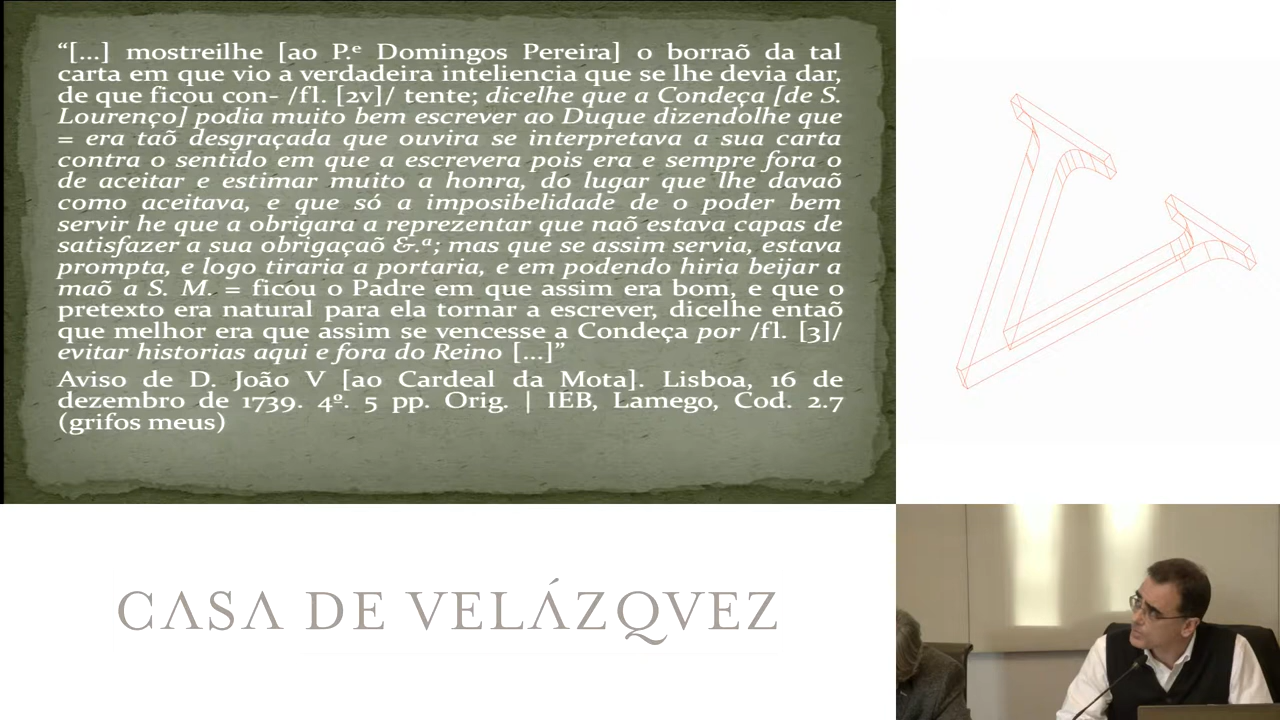 “[...] mostreilhe [ao P.ᵉ Domingos Pereira] o borraõ da tal
carta em que vio a verdadeira inteliencia que se lhe devia dar,
de que ficou con- /fl. [2v]/ tente; dicelhe que a Condeça [de S.
Lourenço] podia muito bem escrever ao Duque dizendolhe que
= era taõ desgraçada que ouvira se interpretava a sua carta
contra o sentido em que a escrevera pois era e sempre fora o
de aceitar e estimar muito a honra, do lugar que lhe davaõ
como aceitava, e que só a imposibelidade de o poder bem
servir he que a obrigara a reprezentar que naõ estava capas de
satisfazer a sua obrigaçaõ &.ª; mas que se assim servia, estava
prompta, e logo tiraria a portaria, e em podendo hiria beijar a
maõ a S. M. = ficou o Padre em que assim era bom, e que o
pretexto era natural para ela tornar a escrever, dicelhe entaõ
que melhor era que assim se vencesse a Condeça por /fl. [3]/
evitar historias aqui e fora do Reino [...]”
Aviso de D. João V [ao Cardeal da Mota]. Lisboa, 16 de
dezembro de 1739. 4º. 5 pp. Orig. | IEB, Lamego, Cod. 2.7
(grifos meus)
CASA DE VELÁZQVEZ